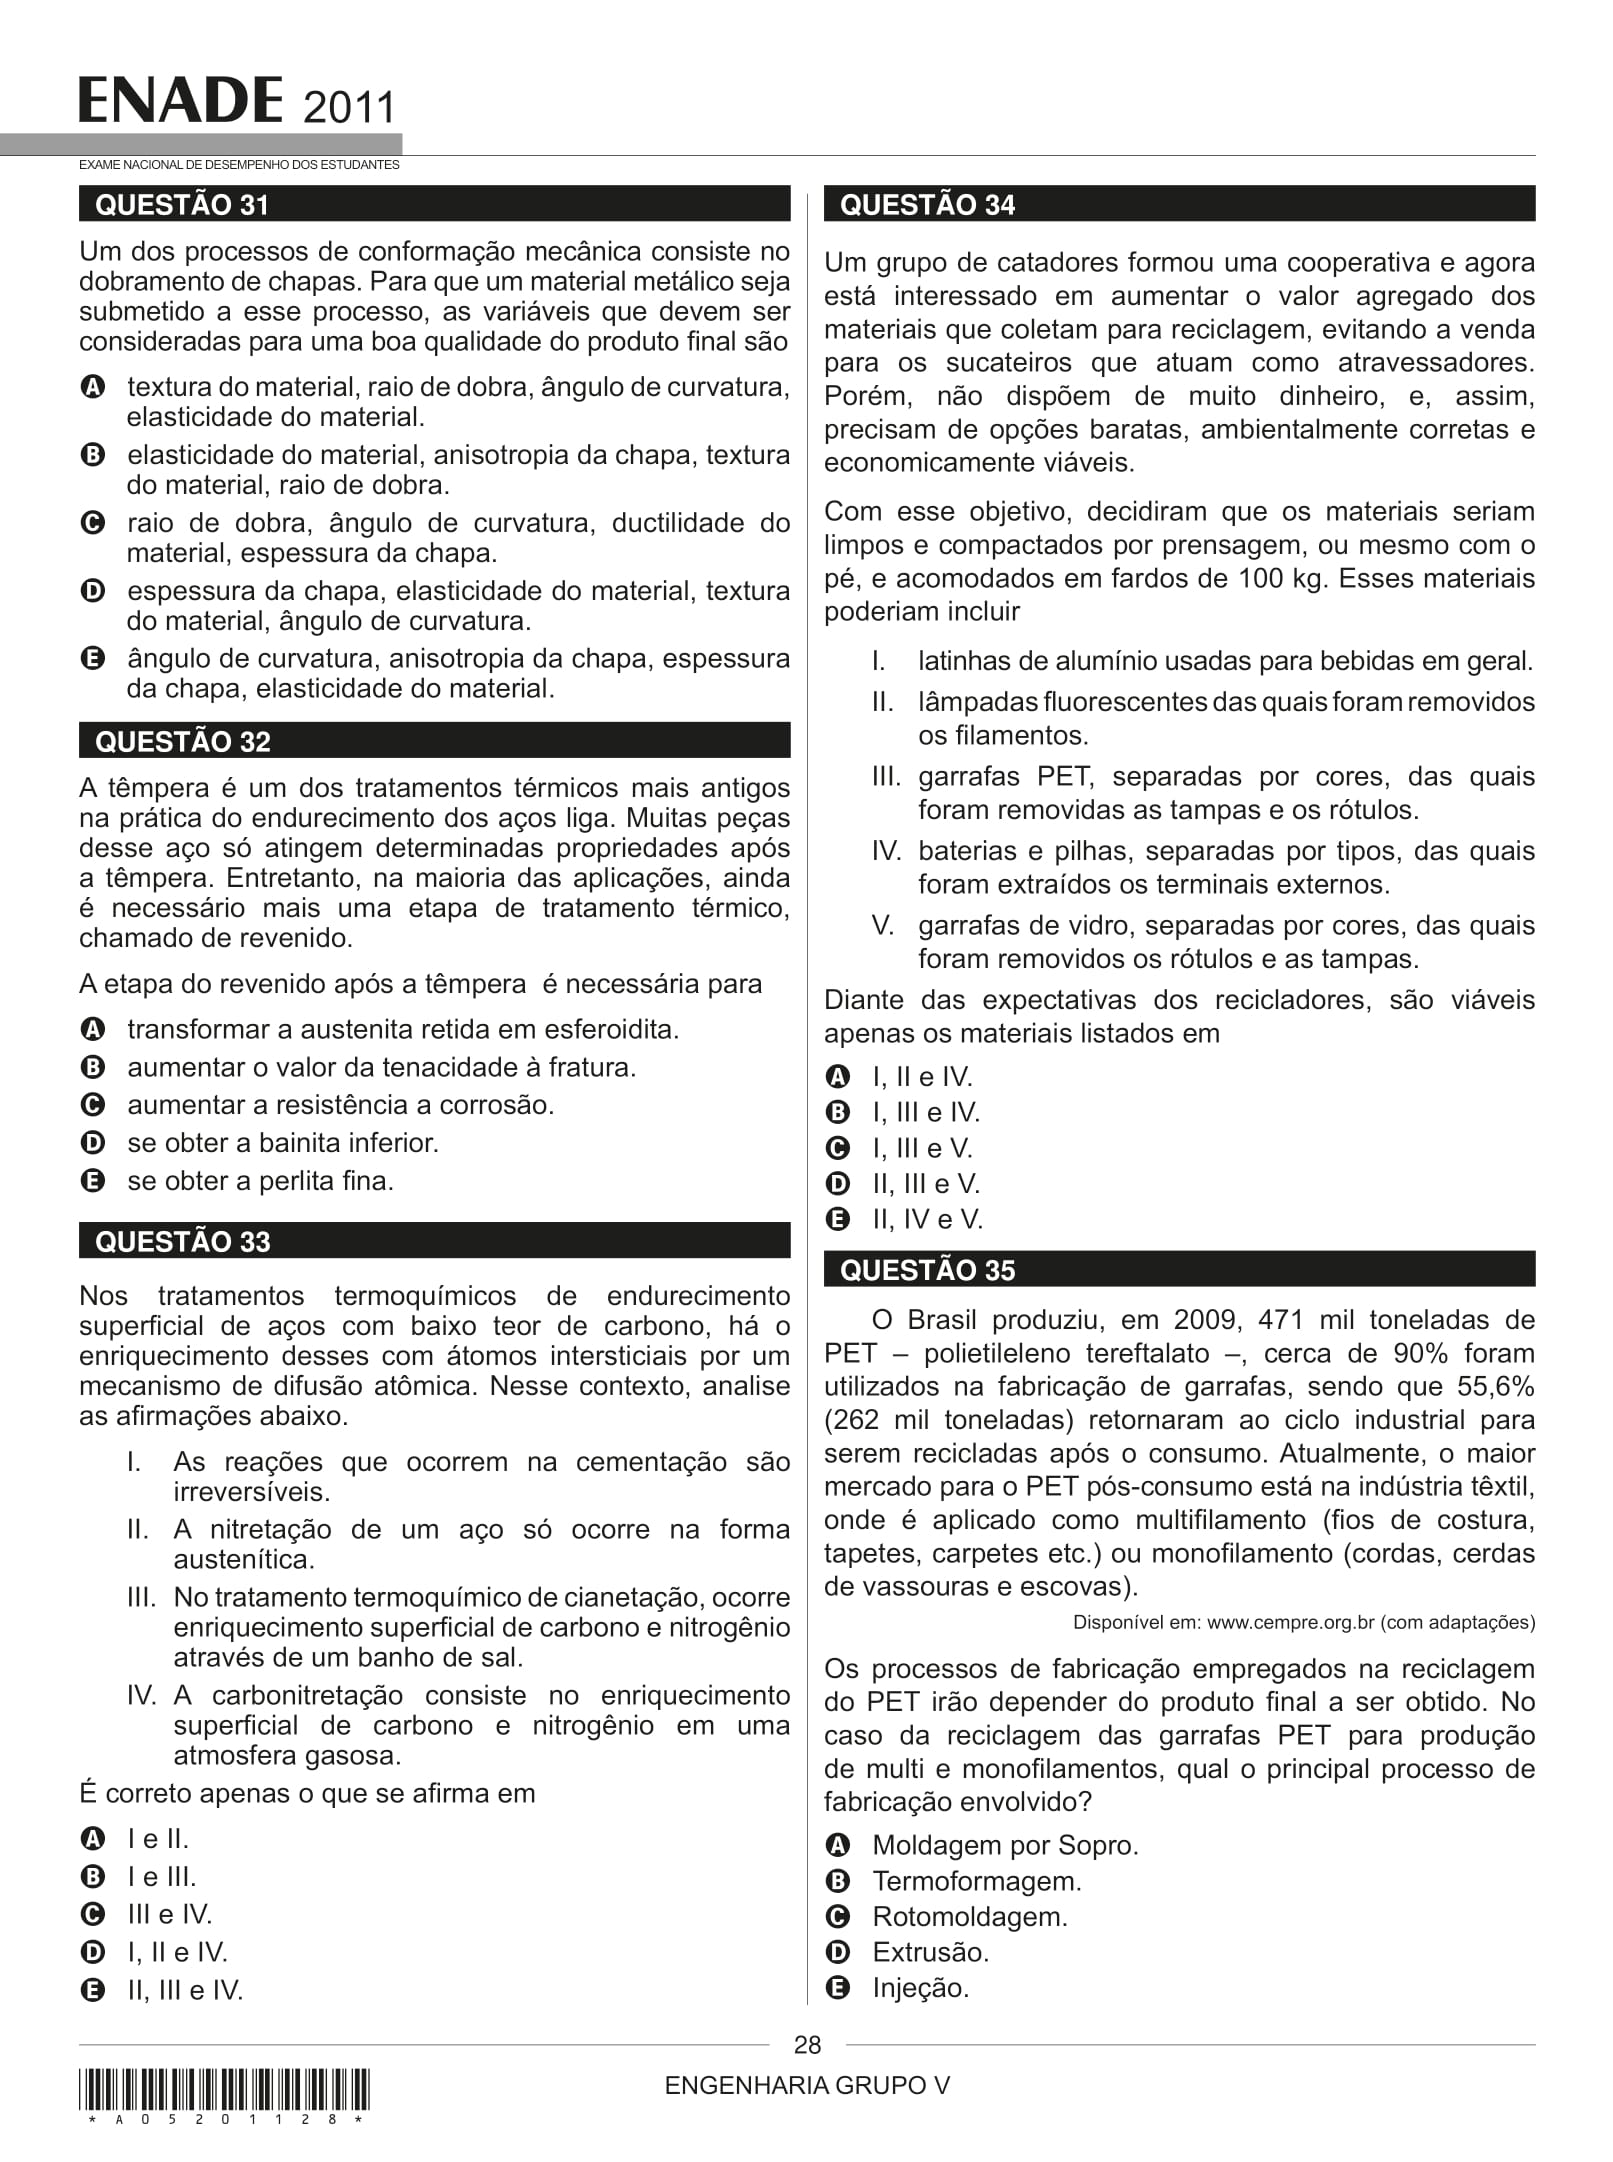 ENADE 2011
EXAME NACIONAL DE DESEMPENHO DOS ESTUDANTES
QUESTÃO 31
Um dos processos de conformação mecânica consiste no
dobramento de chapas. Para que um material metálico seja
submetido a esse processo, as variáveis que devem ser
consideradas para uma boa qualidade do produto final são
A textura do material, raio de dobra, ângulo de curvatura,
elasticidade do material.
B elasticidade do material, anisotropia da chapa, textura
do material, raio de dobra.
C raio de dobra, ângulo de curvatura, ductilidade do
material, espessura da chapa.
D espessura da chapa, elasticidade do material, textura
do material, ângulo de curvatura.
E ângulo de curvatura, anisotropia da chapa, espessura
da chapa, elasticidade do material.
QUESTÃO 32
A têmpera é um dos tratamentos térmicos mais antigos
na prática do endurecimento dos aços liga. Muitas peças
desse aço só atingem determinadas propriedades após
a têmpera. Entretanto, na maioria das aplicações, ainda
é necessário mais uma etapa de tratamento térmico,
chamado de revenido.
A etapa do revenido após a têmpera é necessária para
A transformar a austenita retida em esferoidita.
B aumentar o valor da tenacidade à fratura.
C aumentar a resistência a corrosão.
D se obter a bainita inferior.
E se obter a perlita fina.
QUESTÃO 33
Nos tratamentos termoquímicos de endurecimento
superficial de aços com baixo teor de carbono, há o
enriquecimento desses com átomos intersticiais por um
mecanismo de difusão atômica. Nesse contexto, analise
as afirmações abaixo.
I. As reações que ocorrem na cementação são
irreversíveis.
II. A nitretação de um aço só ocorre na forma
austenítica.
III. No tratamento termoquímico de cianetação, ocorre
enriquecimento superficial de carbono e nitrogênio
através de um banho de sal.
IV. A carbonitretação consiste no enriquecimento
superficial de carbono e nitrogênio em uma
atmosfera gasosa.
É correto apenas o que se afirma em
A I e II.
B I e III.
C III e IV.
D I, II e IV.
E II, III e IV.
QUESTÃO 34
Um grupo de catadores formou uma cooperativa e agora
está interessado em aumentar o valor agregado dos
materiais que coletam para reciclagem, evitando a venda
para os sucateiros que atuam como atravessadores.
Porém, não dispõem de muito dinheiro, e, assim,
precisam de opções baratas, ambientalmente corretas e
economicamente viáveis.
Com esse objetivo, decidiram que os materiais seriam
limpos e compactados por prensagem, ou mesmo com o
pé, e acomodados em fardos de 100 kg. Esses materiais
poderiam incluir
I. latinhas de alumínio usadas para bebidas em geral.
II. lâmpadas fluorescentes das quais foram removidos
os filamentos.
III. garrafas PET, separadas por cores, das quais
foram removidas as tampas e os rótulos.
IV. baterias e pilhas, separadas por tipos, das quais
foram extraídos os terminais externos.
V. garrafas de vidro, separadas por cores, das quais
foram removidos os rótulos e as tampas.
Diante das expectativas dos recicladores, são viáveis
apenas os materiais listados em
A I, II e IV.
B I, III e IV.
C I, III e V.
D II, III e V.
E II, IV e V.
QUESTÃO 35
O Brasil produziu, em 2009, 471 mil toneladas de
PET – polietileleno tereftalato –, cerca de 90% foram
utilizados na fabricação de garrafas, sendo que 55,6%
(262 mil toneladas) retornaram ao ciclo industrial para
serem recicladas após o consumo. Atualmente, o maior
mercado para o PET pós-consumo está na indústria têxtil,
onde é aplicado como multifilamento (fios de costura,
tapetes, carpetes etc.) ou monofilamento (cordas, cerdas
de vassouras e escovas).
Disponível em: www.cempre.org.br (com adaptações)
Os processos de fabricação empregados na reciclagem
do PET irão depender do produto final a ser obtido. No
caso da reciclagem das garrafas PET para produção
de multi e monofilamentos, qual o principal processo de
fabricação envolvido?
A Moldagem por Sopro.
B Termoformagem.
C Rotomoldagem.
D Extrusão.
E Injeção.
28
ENGENHARIA GRUPO V
* A 0 5 2 0 1 1 2 8 *